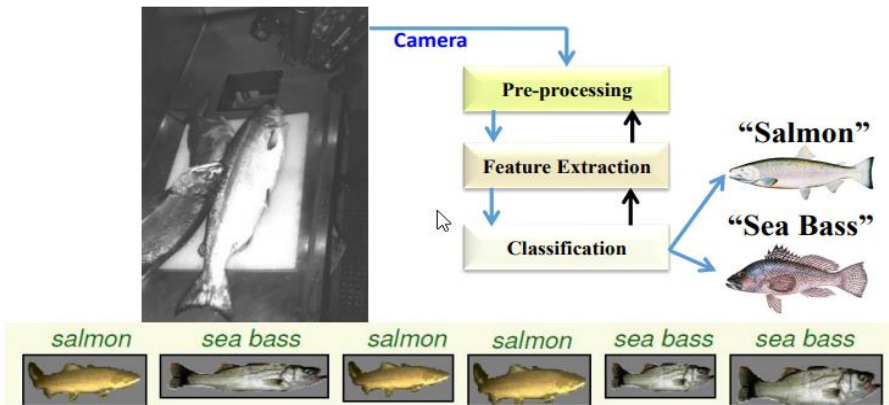 Camera
Pre-processing
Feature Extraction
Classification
“Salmon”
“Sea Bass”
salmon
sea bass
salmon
salmon
sea bass
sea bass